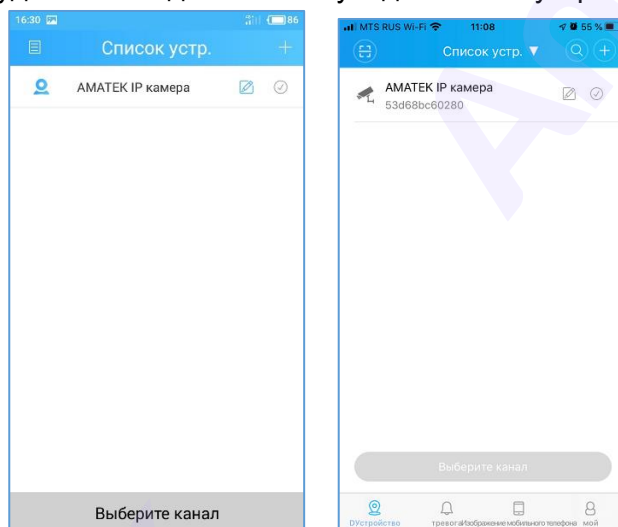 16:30 86
Список устр.
AMATEK IP камера
Выберите канал
MTS RUS Wi-Fi 11:08 55 %
Список устр. ▼
AMATEK IP камера
53d68bc60280
Выберите канал
DУстройство тревога Изображение мобильного телефона мой